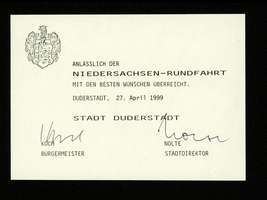 ANLÄSSLICH DER
NIEDERSACHSEN-RUNDFAHRT
MIT DEN BESTEN WÜNSCHEN ÜBERREICHT.
DUDERSTADT, 27. April 1999
STADT DUDERSTADT
KOCH NOLTE
BÜRGERMEISTER STADTDIREKTOR